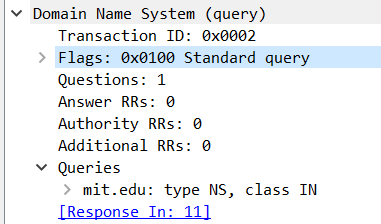 Domain Name System (query)
Transaction ID: 0x0002
Flags: 0x0100 Standard query
Questions: 1
Answer RRs: 0
Authority RRs: 0
Additional RRs: 0
Queries
mit.edu: type NS, class IN
[Response In: 11]